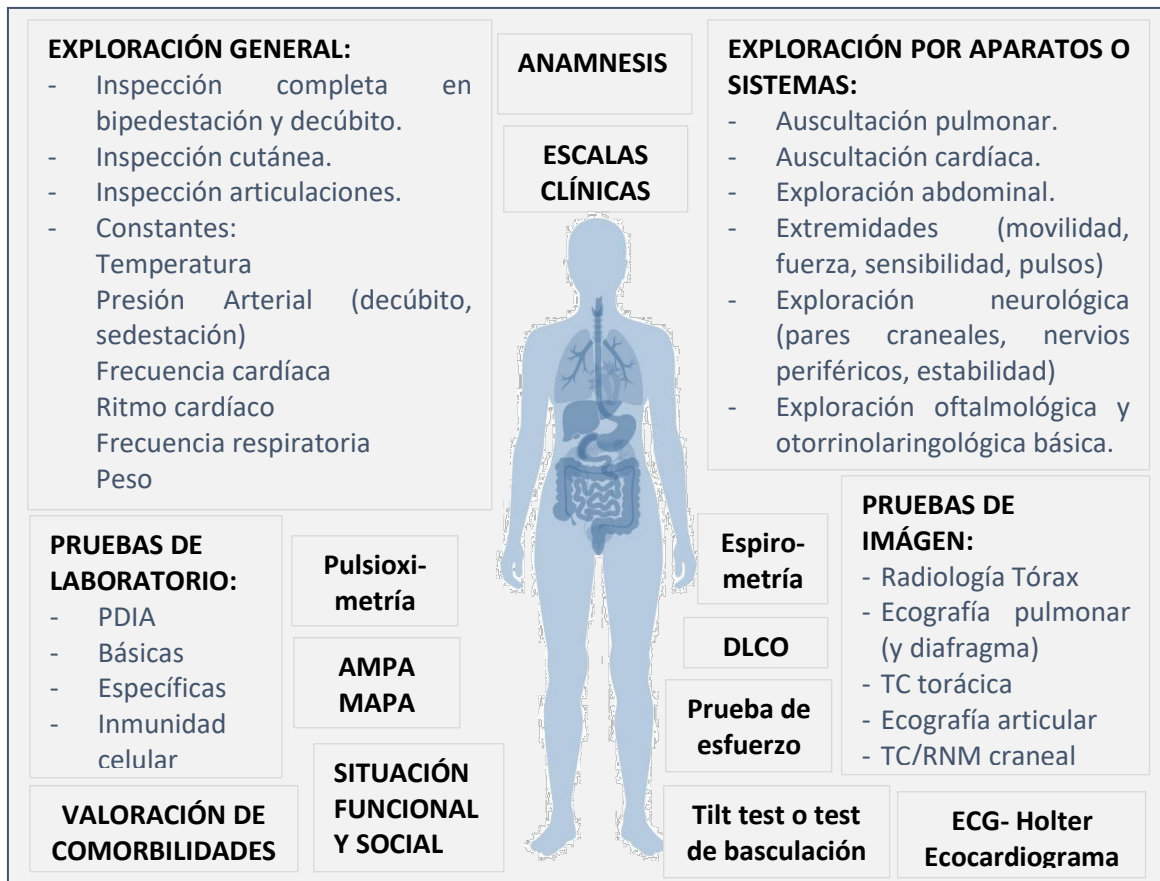 EXPLORACIÓN GENERAL:
- Inspección completa en
bipedestación y decúbito.
- Inspección cutánea.
- Inspección articulaciones.
- Constantes:
Temperatura
Presión Arterial (decúbito,
sedestación)
Frecuencia cardíaca
Ritmo cardíaco
Frecuencia respiratoria
Peso
ANAMNESIS
ESCALAS
CLÍNICAS
EXPLORACIÓN POR APARATOS O
SISTEMAS:
- Auscultación pulmonar.
- Auscultación cardíaca.
- Exploración abdominal.
- Extremidades (movilidad,
fuerza, sensibilidad, pulsos)
- Exploración neurológica
(pares craneales, nervios
periféricos, estabilidad)
- Exploración oftalmológica y
otorrinolaringológica básica.
PRUEBAS DE
LABORATORIO:
- PDIA
- Básicas
- Específicas
- Inmunidad
celular
Pulsioxi-
metría
AMPA
MAPA
SITUACIÓN
FUNCIONAL
Y SOCIAL
VALORACIÓN DE
COMORBILIDADES
Espiro-
metría
DLCO
Prueba de
esfuerzo
Tilt test o test
de basculación
PRUEBAS DE
IMÁGEN:
- Radiología Tórax
- Ecografía pulmonar
(y diafragma)
- TC torácica
- Ecografía articular
- TC/RNM craneal
ECG- Holter
Ecocardiograma